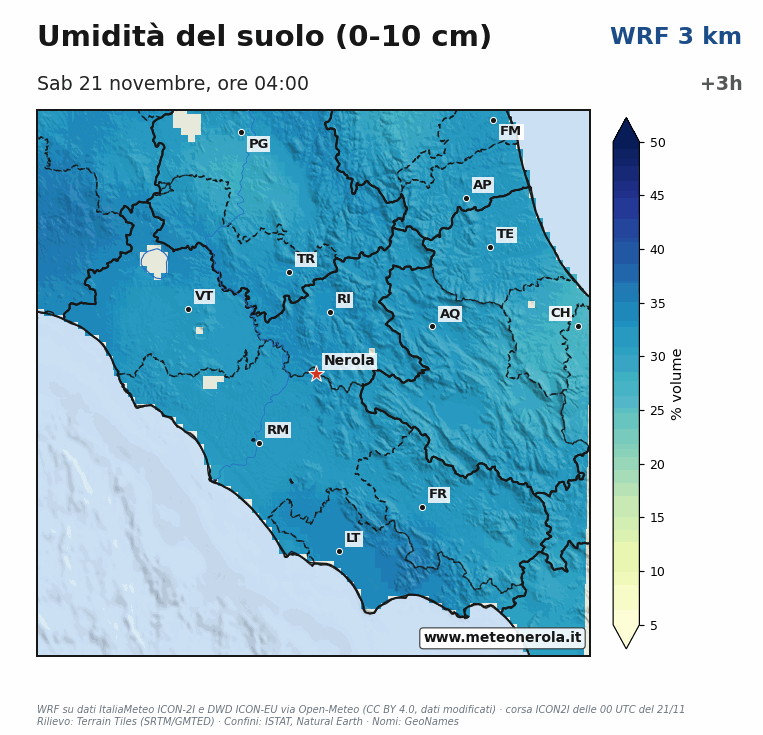 Umidità del suolo (0-10 cm)
WRF 3 km
Sab 21 novembre, ore 04:00
+3h
FM
PG
AP
TE
TR
VT
RI
AQ
CH
Nerola
RM
FR
LT
www.meteonerola.it
50
45
40
35
30
25
20
15
10
5
% volume
WRF su dati ItaliaMeteo ICON-2I e DWD ICON-EU via Open-Meteo (CC BY 4.0, dati modificati) · corsa ICON2I delle 00 UTC del 21/11
Rilievo: Terrain Tiles (SRTM/GMTED) · Confini: ISTAT, Natural Earth · Nomi: GeoNames